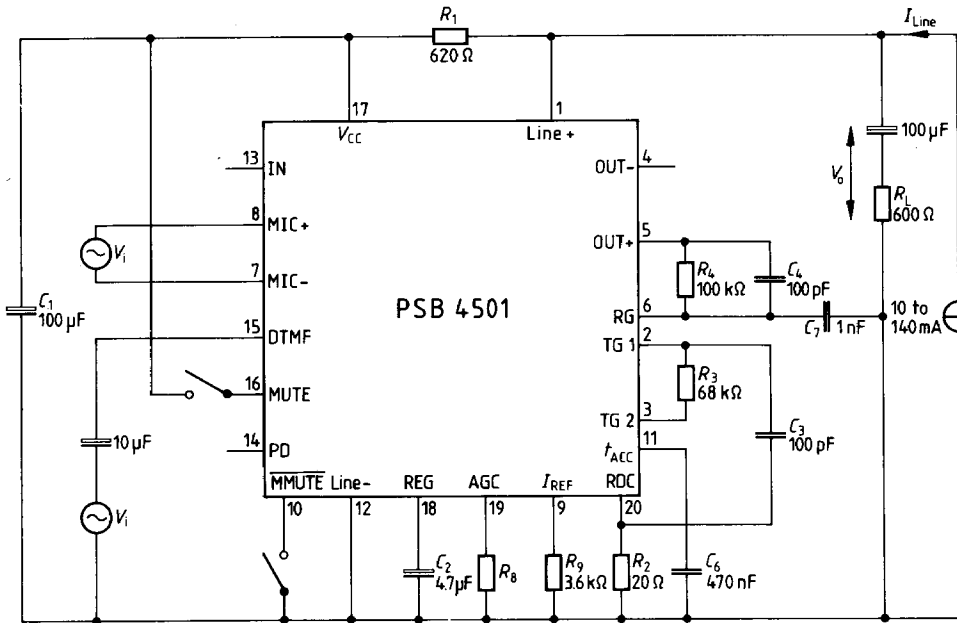 R1
620 Ω
ILine
17
1
VCC
Line +
100 μF
13
IN
OUT-
4
Vo
8
MIC+
RL
600 Ω
Vi
5
OUT+
7
MIC-
R4
100 kΩ
C4
100 pF
C1
100 μF
PSB 4501
6
RG
C7
1 nF
10 to
140 mA
15
DTMF
TG 1
2
R3
68 kΩ
16
MUTE
TG 2
3
C3
100 pF
10 μF
14
PD
11
tACC
MMUTE
Line-
REG
AGC
IREF
RDC
10
12
18
19
9
20
Vi
C2
4.7 μF
R8
R9
3.6 kΩ
R2
20 Ω
C6
470 nF